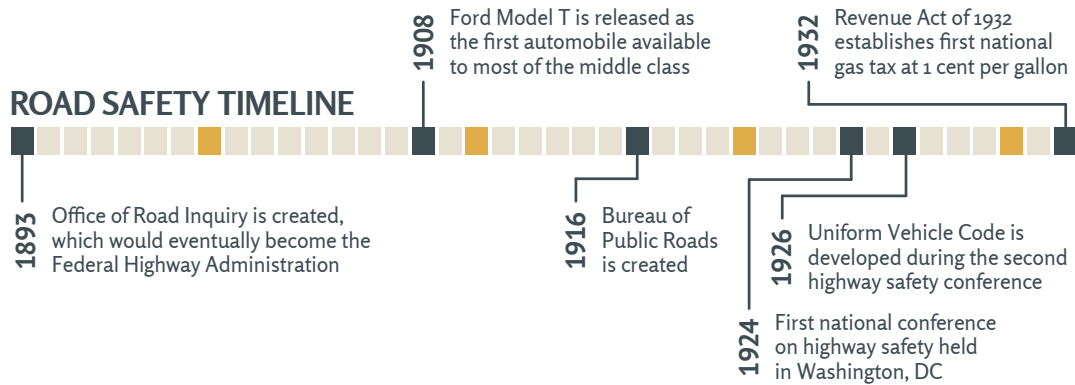 1908
Ford Model T is released as
the first automobile available
to most of the middle class
1932
Revenue Act of 1932
establishes first national
gas tax at 1 cent per gallon
ROAD SAFETY TIMELINE
1893
Office of Road Inquiry is created,
which would eventually become the
Federal Highway Administration
1916
Bureau of
Public Roads
is created
1926
Uniform Vehicle Code is
developed during the second
highway safety conference
1924
First national conference
on highway safety held
in Washington, DC